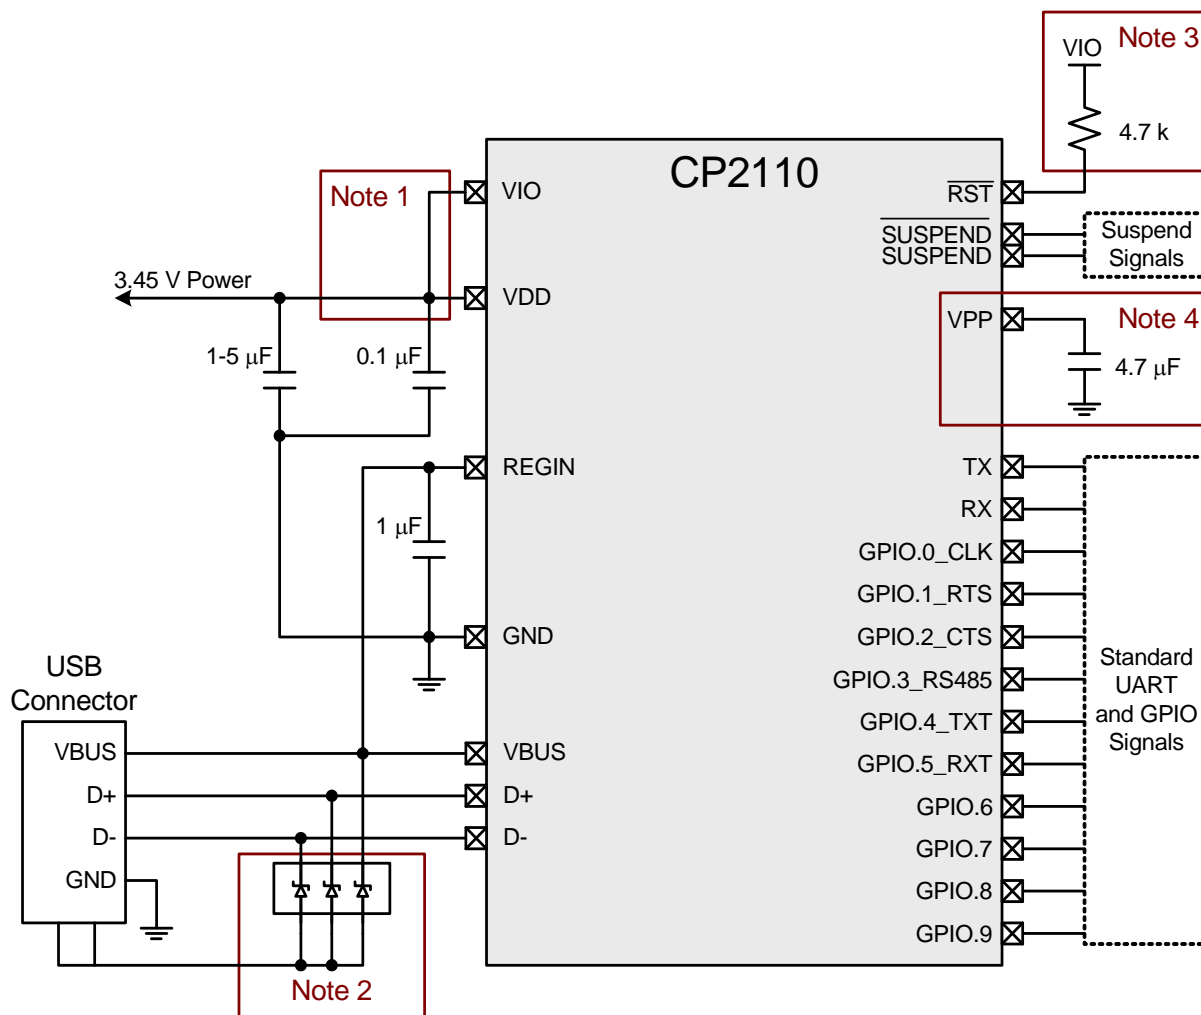 Note 3
VIO
4.7 k
CP2110
Note 1
VIO
RST
SUSPEND
SUSPEND
Suspend
Signals
3.45 V Power
VDD
VPP
Note 4
1-5 μF
0.1 μF
4.7 μF
REGIN
TX
RX
1 μF
GPIO.0_CLK
GPIO.1_RTS
GND
GPIO.2_CTS
GPIO.3_RS485
GPIO.4_TXT
GPIO.5_RXT
GPIO.6
GPIO.7
GPIO.8
GPIO.9
Standard
UART
and GPIO
Signals
USB
Connector
VBUS
VBUS
D+
D+
D-
D-
GND
Note 2